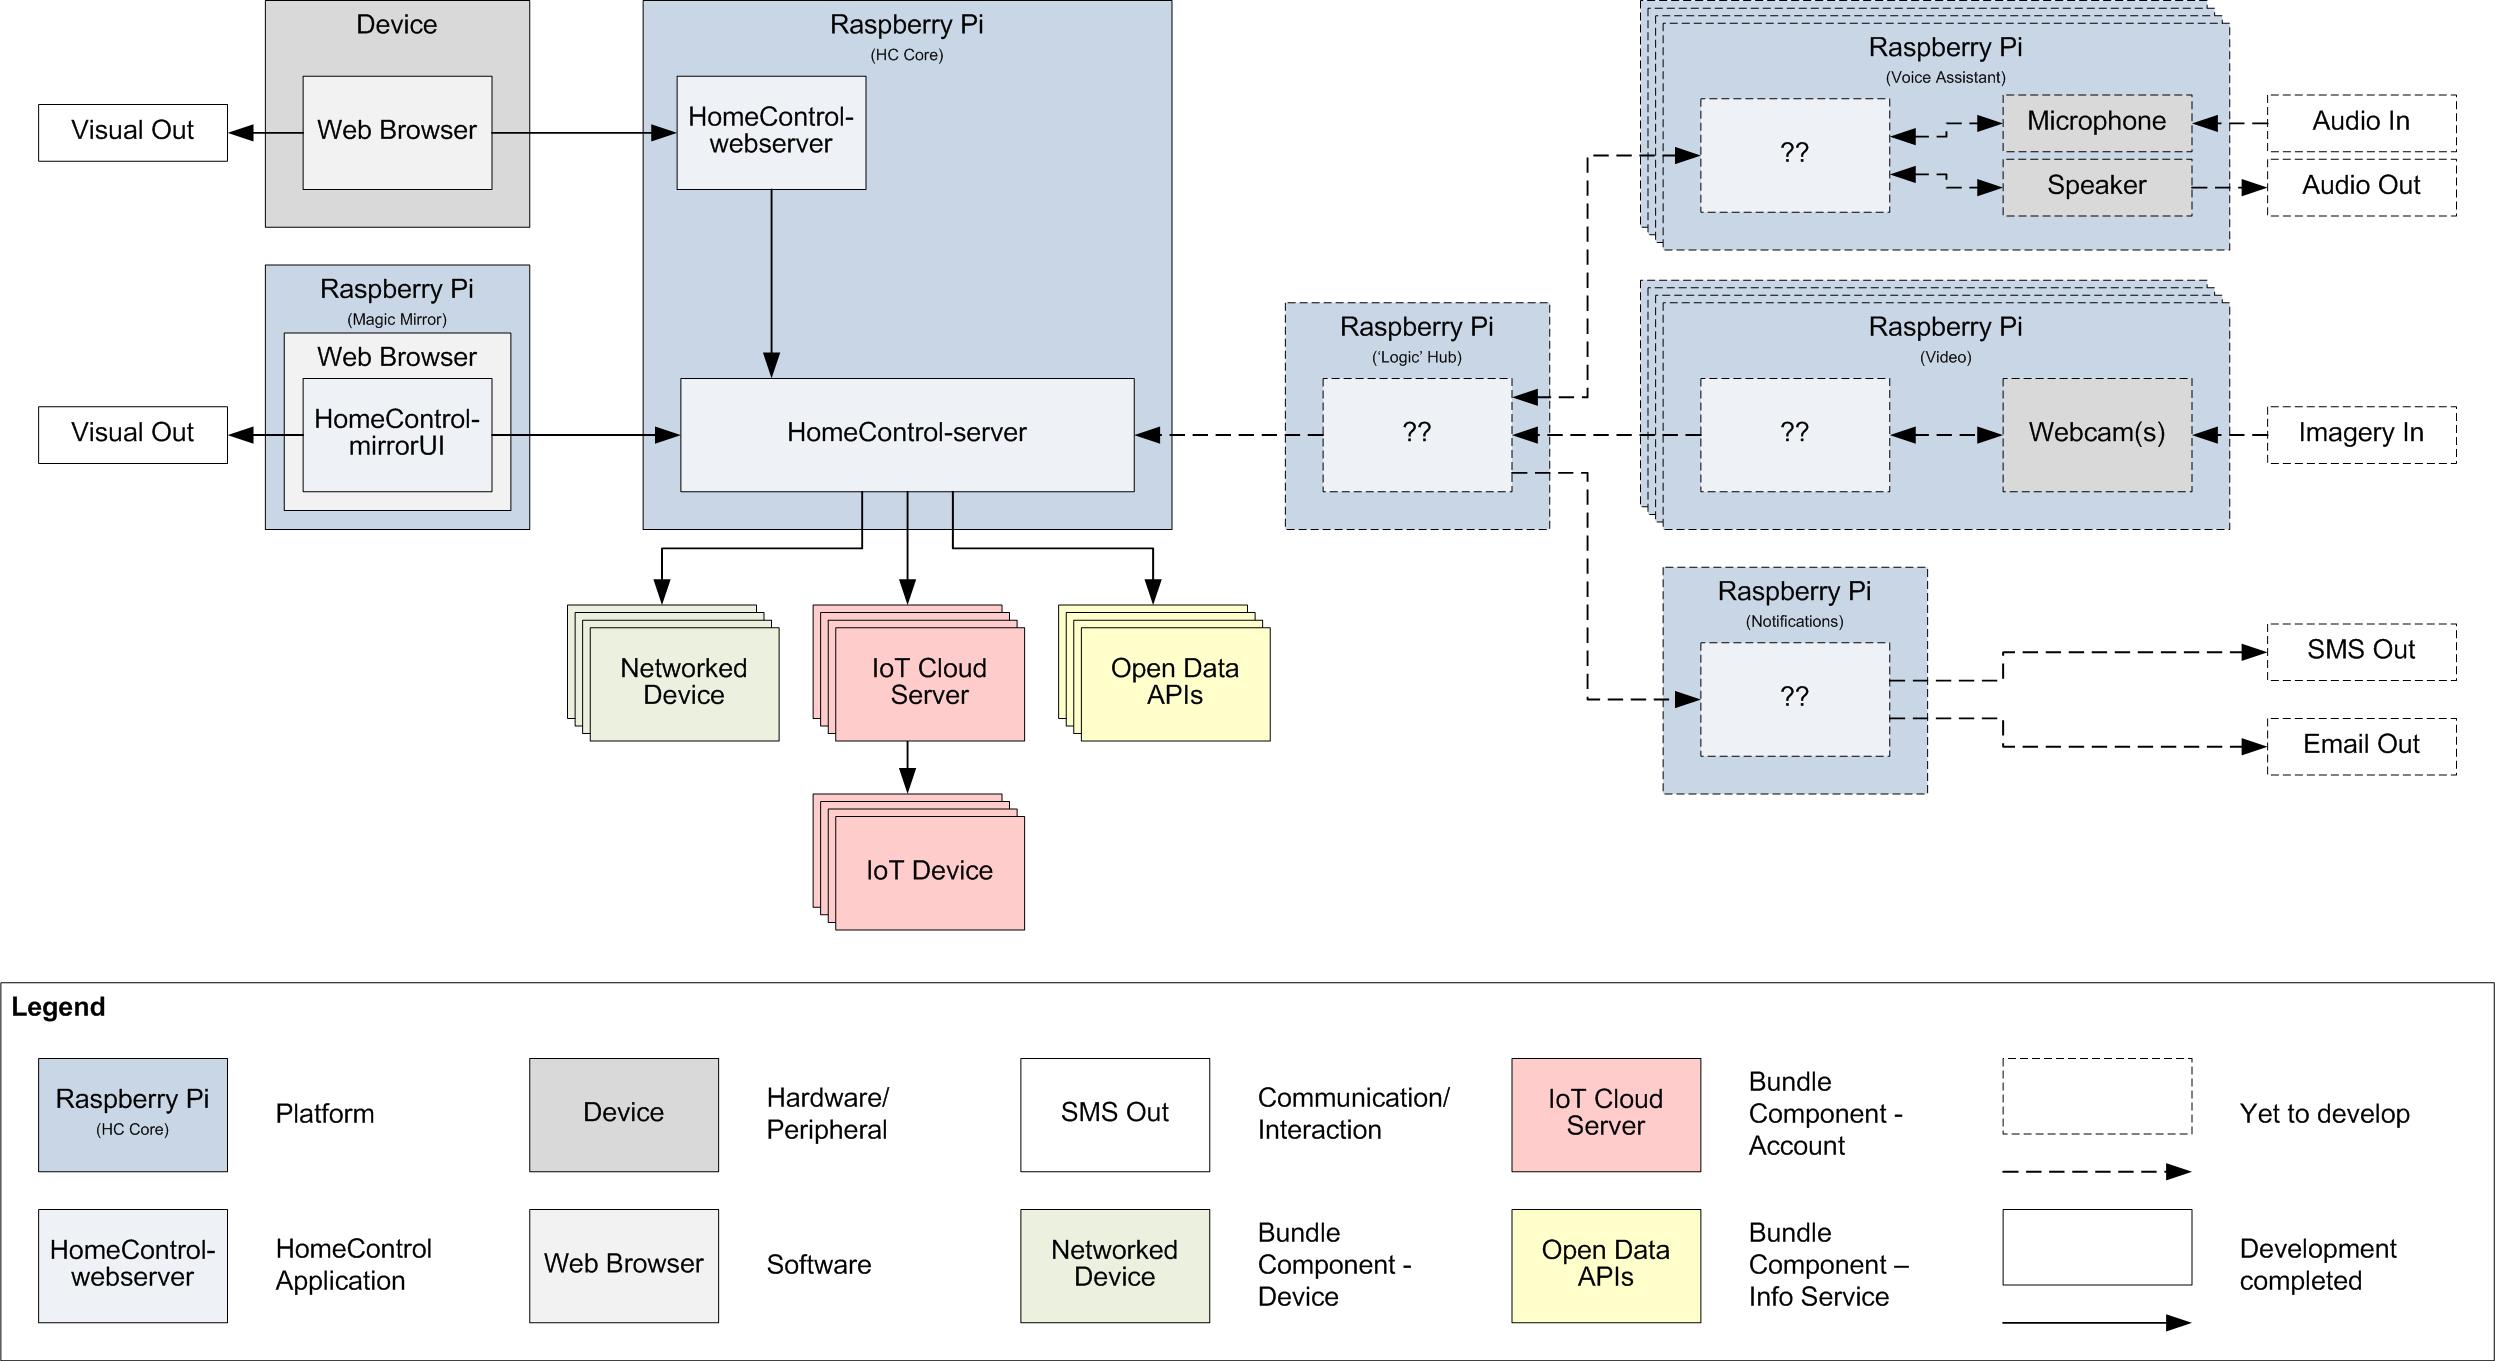 Device
Web Browser
Visual Out
Raspberry Pi
(HC Core)
HomeControl-
webserver
Raspberry Pi
(Magic Mirror)
Web Browser
HomeControl-
mirrorUI
Visual Out
HomeControl-server
Networked
Device
IoT Cloud
Server
Open Data
APIs
IoT Device
Raspberry Pi
(‘Logic’ Hub)
??
Raspberry Pi
(Voice Assistant)
??
Microphone
Speaker
Audio In
Audio Out
Raspberry Pi
(Video)
??
Webcam(s)
Imagery In
Raspberry Pi
(Notifications)
??
SMS Out
Email Out
Legend
Raspberry Pi
(HC Core)
Platform
Device
Hardware/
Peripheral
SMS Out
Communication/
Interaction
IoT Cloud
Server
Bundle
Component -
Account
Yet to develop
HomeControl-
webserver
HomeControl
Application
Web Browser
Software
Networked
Device
Bundle
Component -
Device
Open Data
APIs
Bundle
Component –
Info Service
Development
completed